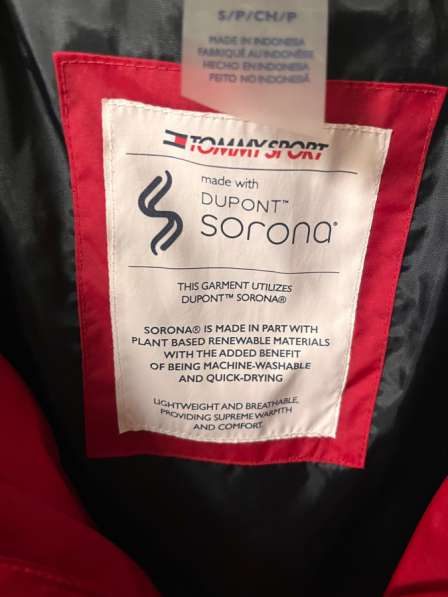 S/P/CH/P
MADE IN INDONESIA
FABRIQUÉ AU INDONÉSIE
HECHO EN INDONESIA
FEITO NO INDONESIÁ
TOMMY SPORT
made with
DUPONT™
sorona®
THIS GARMENT UTILIZES
DUPONT™ SORONA®
SORONA® IS MADE IN PART WITH
PLANT BASED RENEWABLE MATERIALS
WITH THE ADDED BENEFIT
OF BEING MACHINE-WASHABLE
AND QUICK-DRYING
LIGHTWEIGHT AND BREATHABLE,
PROVIDING SUPREME WARMTH
AND COMFORT.